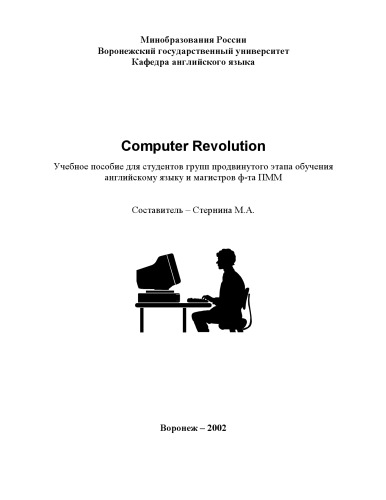 Минобразования России
Воронежский государственный университет
Кафедра английского языка
Computer Revolution
Учебное пособие для студентов групп продвинутого этапа обучения
английскому языку и магистров ф-та ПММ
Составитель – Стернина М.А.
Воронеж – 2002